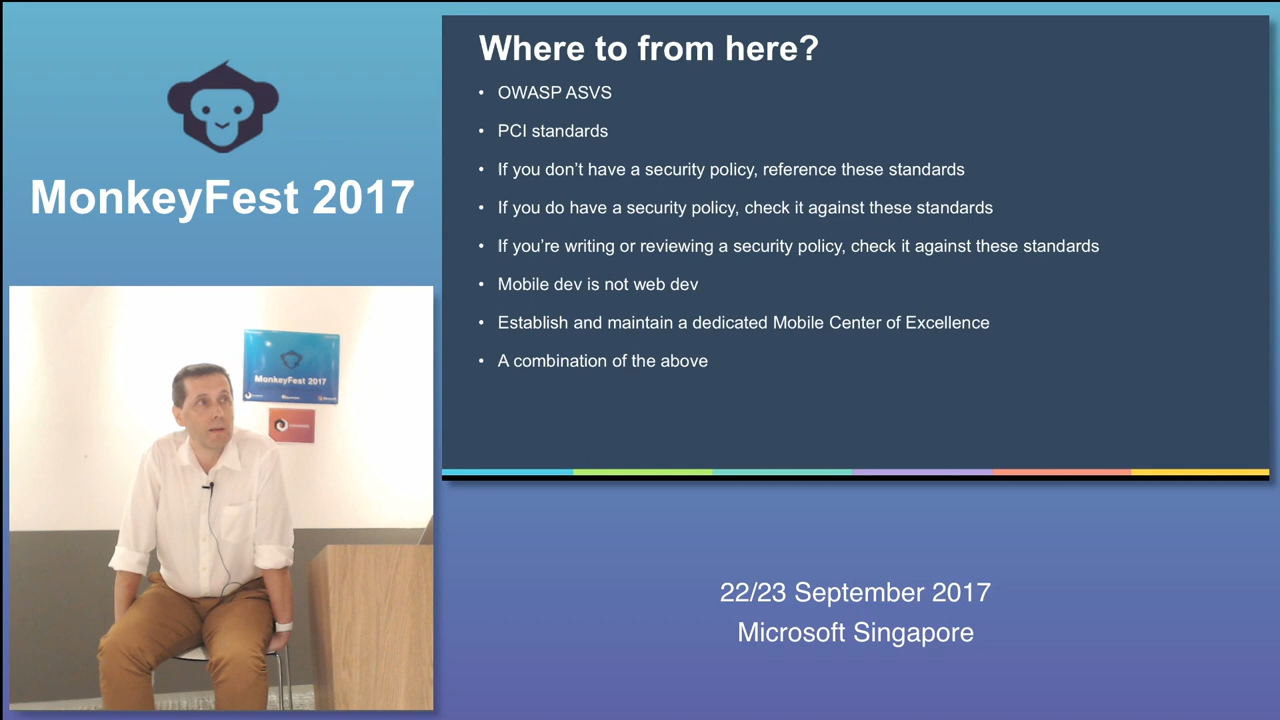 MonkeyFest 2017
Where to from here?
• OWASP ASVS
• PCI standards
• If you don't have a security policy, reference these standards
• If you do have a security policy, check it against these standards
• If you're writing or reviewing a security policy, check it against these standards
• Mobile dev is not web dev
• Establish and maintain a dedicated Mobile Center of Excellence
• A combination of the above
MonkeyFest 2017
22/23 September 2017
Microsoft Singapore